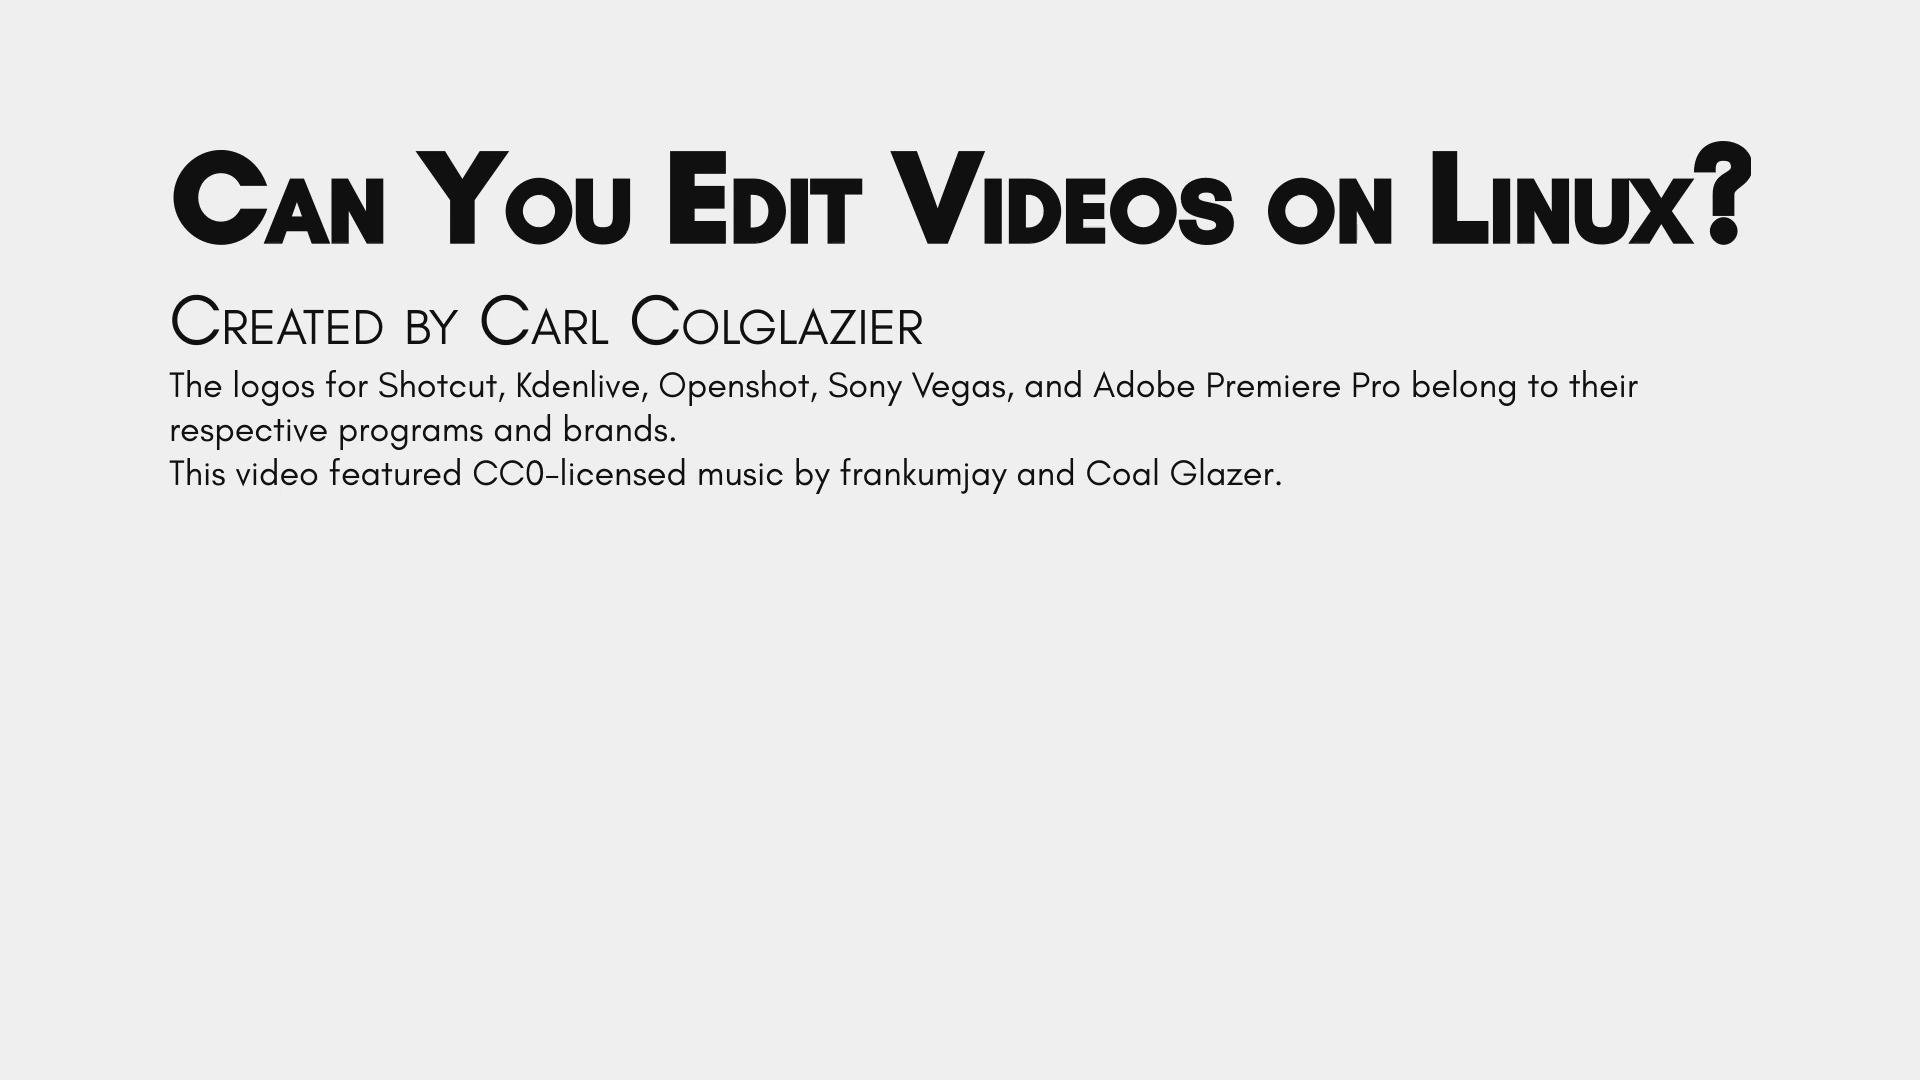 Can You Edit Videos on Linux?
Created by Carl Colglazier
The logos for Shotcut, Kdenlive, Openshot, Sony Vegas, and Adobe Premiere Pro belong to their
respective programs and brands.
This video featured CC0-licensed music by frankumjay and Coal Glazer.